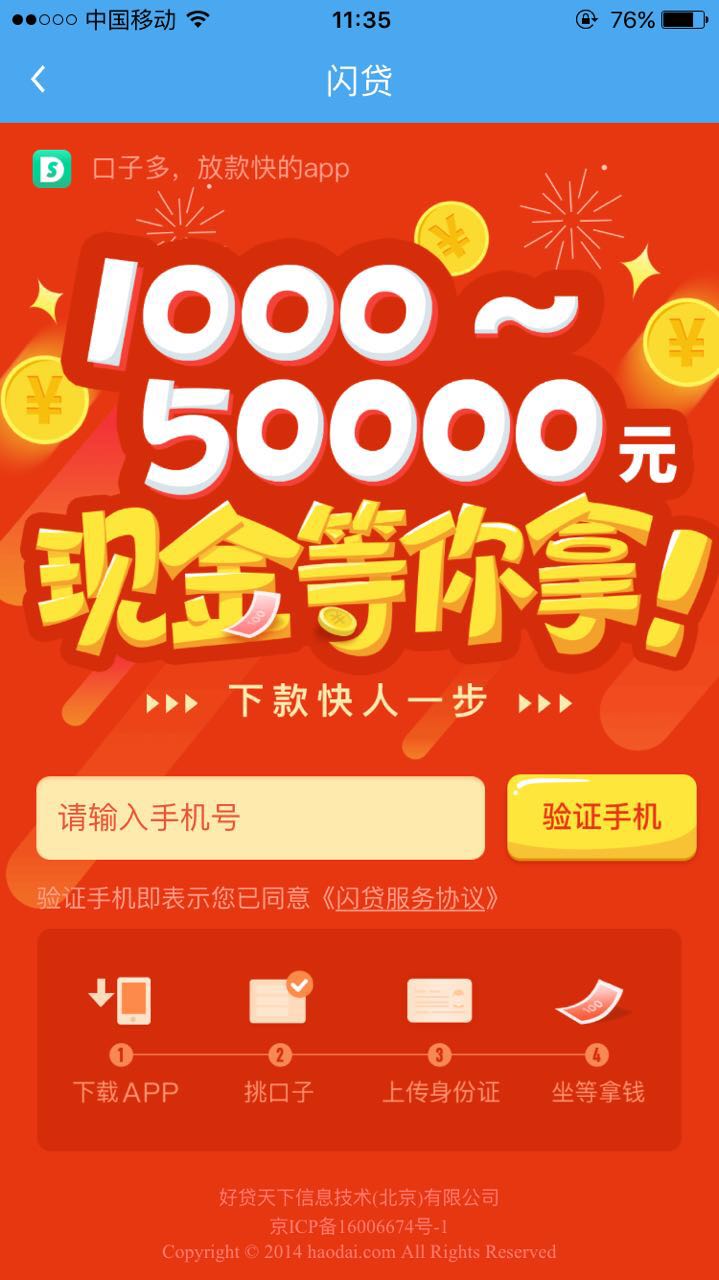 中国移动 11:35 76%
闪贷
口子多，放款快的app
1000～
50000元
现金等你拿！
下款快人一步
请输入手机号 验证手机
验证手机即表示您已同意《闪贷服务协议》
1 2 3 4
下载APP 挑口子 上传身份证 坐等拿钱
好贷天下信息技术(北京)有限公司
京ICP备16006674号-1
Copyright © 2014 haodai.com All Rights Reserved